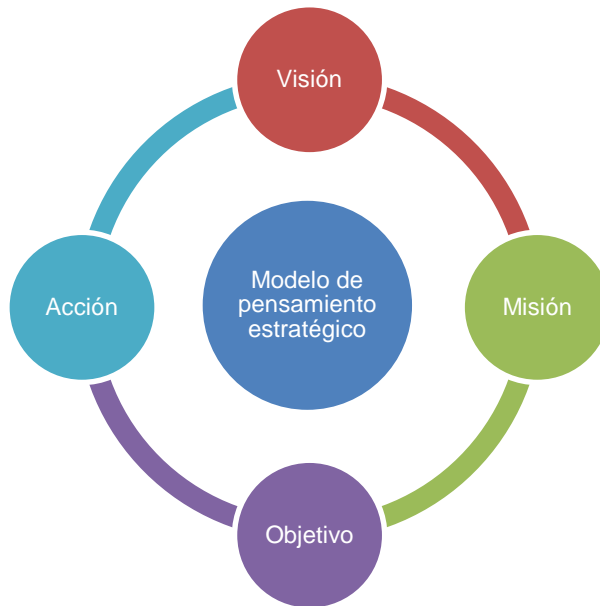 Visión
Misión
Objetivo
Acción
Modelo de
pensamiento
estratégico